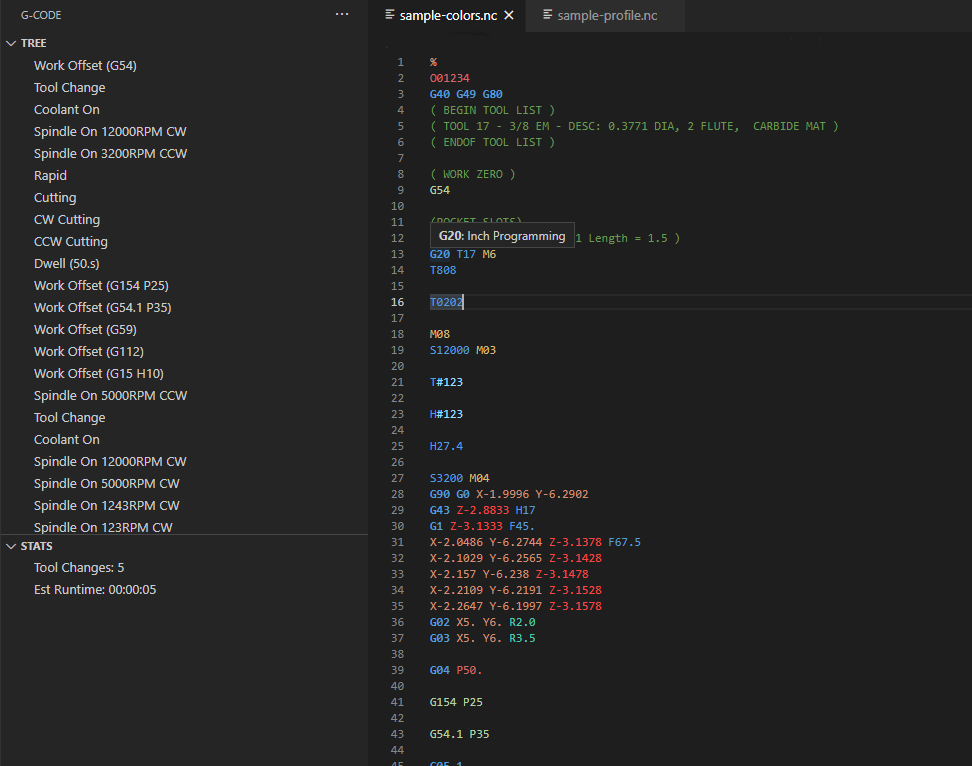 G-CODE
TREE
Work Offset (G54)
Tool Change
Coolant On
Spindle On 12000RPM CW
Spindle On 3200RPM CCW
Rapid
Cutting
CW Cutting
CCW Cutting
Dwell (50.s)
Work Offset (G154 P25)
Work Offset (G54.1 P35)
Work Offset (G59)
Work Offset (G112)
Work Offset (G15 H10)
Spindle On 5000RPM CCW
Tool Change
Coolant On
Spindle On 12000RPM CW
Spindle On 5000RPM CW
Spindle On 1243RPM CW
Spindle On 123RPM CW
STATS
Tool Changes: 5
Est Runtime: 00:00:05
sample-colors.nc
sample-profile.nc
1 %
2 O01234
3 G40 G49 G80
4 ( BEGIN TOOL LIST )
5 ( TOOL 17 - 3/8 EM - DESC: 0.3771 DIA, 2 FLUTE,  CARBIDE MAT )
6 ( ENDOF TOOL LIST )
7
8 ( WORK ZERO )
9 G54
10
11 (POCKET SLOTS)
G20: Inch Programming
12 1 Length = 1.5 )
13 G20 T17 M6
14 T808
15
16 T0202
17
18 M08
19 S12000 M03
20
21 T#123
22
23 H#123
24
25 H27.4
26
27 S3200 M04
28 G90 G0 X-1.9996 Y-6.2902
29 G43 Z-2.8833 H17
30 G1 Z-3.1333 F45.
31 X-2.0486 Y-6.2744 Z-3.1378 F67.5
32 X-2.1029 Y-6.2565 Z-3.1428
33 X-2.157 Y-6.238 Z-3.1478
34 X-2.2109 Y-6.2191 Z-3.1528
35 X-2.2647 Y-6.1997 Z-3.1578
36 G02 X5. Y6. R2.0
37 G03 X5. Y6. R3.5
38
39 G04 P50.
40
41 G154 P25
42
43 G54.1 P35
44
45